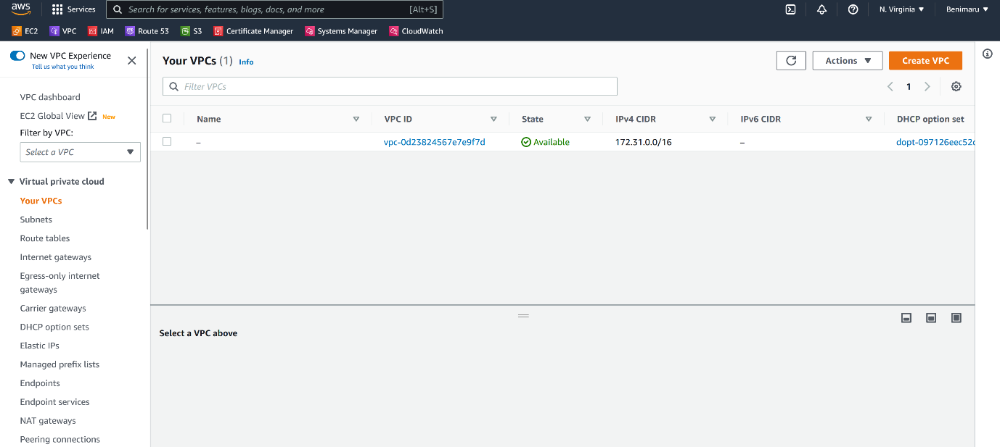 aws Services Search for services, features, blogs, docs, and more [Alt+S] N. Virginia ▼ Benimaru ▼
EC2 VPC IAM Route 53 S3 Certificate Manager Systems Manager CloudWatch
New VPC Experience
Tell us what you think
VPC dashboard
EC2 Global View New
Filter by VPC:
Select a VPC
Virtual private cloud
Your VPCs
Subnets
Route tables
Internet gateways
Egress-only internet
gateways
Carrier gateways
DHCP option sets
Elastic IPs
Managed prefix lists
Endpoints
Endpoint services
NAT gateways
Peering connections
Your VPCs (1) Info Actions ▼ Create VPC
Filter VPCs 1
Name VPC ID State IPv4 CIDR IPv6 CIDR DHCP option set
– vpc-0d23824567e7e9f7d Available 172.31.0.0/16 – dopt-097126eec52
Select a VPC above